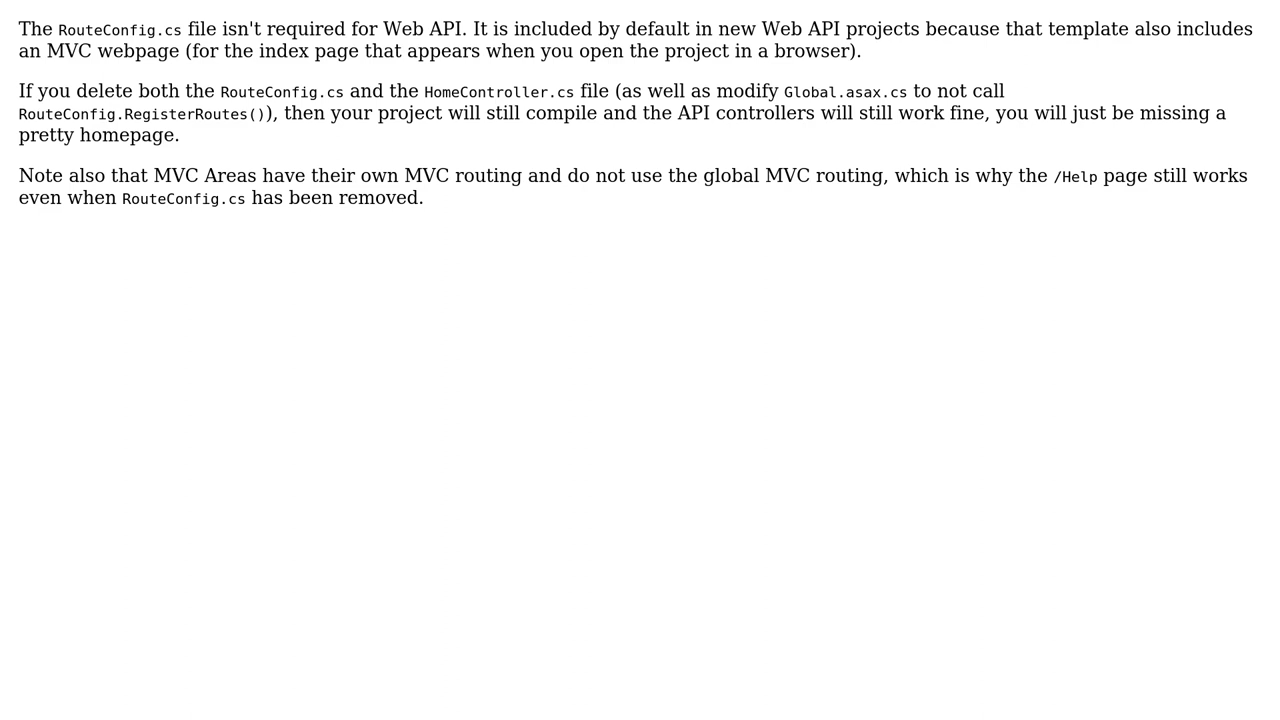 The RouteConfig.cs file isn't required for Web API. It is included by default in new Web API projects because that template also includes
an MVC webpage (for the index page that appears when you open the project in a browser).
If you delete both the RouteConfig.cs and the HomeController.cs file (as well as modify Global.asax.cs to not call
RouteConfig.RegisterRoutes()), then your project will still compile and the API controllers will still work fine, you will just be missing a
pretty homepage.
Note also that MVC Areas have their own MVC routing and do not use the global MVC routing, which is why the /Help page still works
even when RouteConfig.cs has been removed.